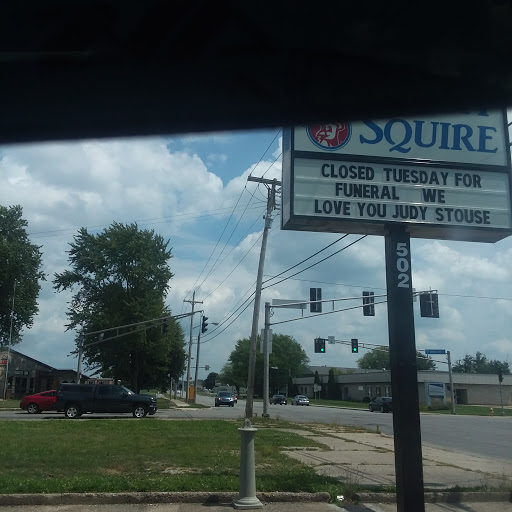 SQUIRE
CLOSED TUESDAY FOR
FUNERAL WE
LOVE YOU JUDY STOUSE
502